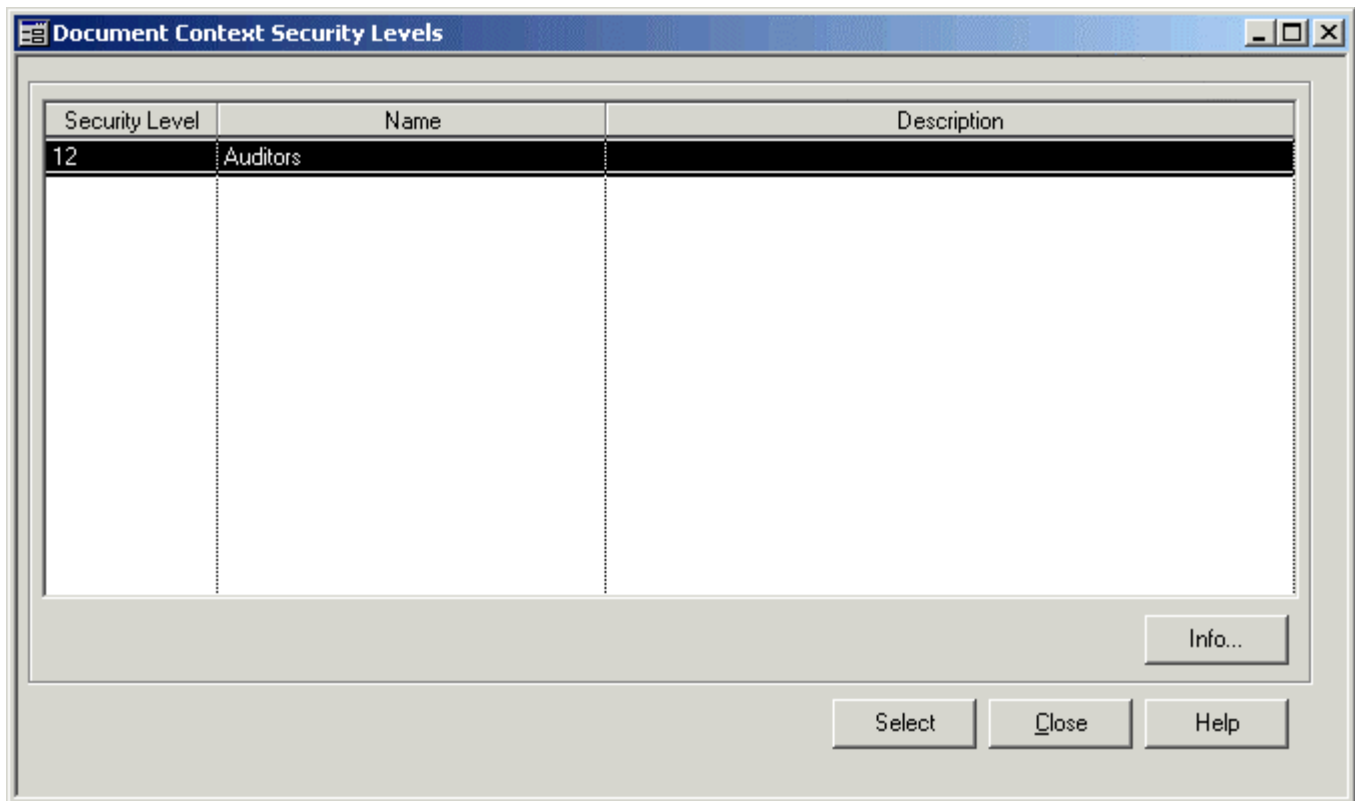 Document Context Security Levels
Security Level Name Description
12 Auditors
Info...
Select Close Help